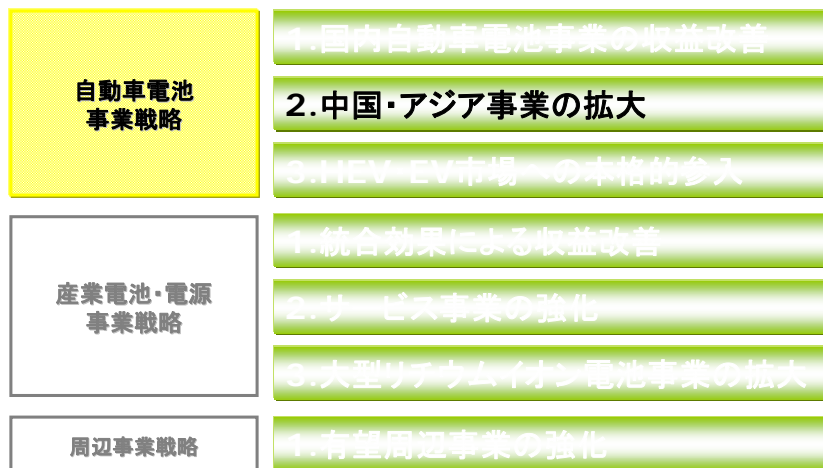 自動車電池
事業戦略
1.国内自動車電池事業の収益改善
2.中国・アジア事業の拡大
3.HEV EV市場への本格的参入
産業電池・電源
事業戦略
1.統合効果による収益改善
2.サービス事業の強化
3.大型リチウムイオン電池事業の拡大
周辺事業戦略
1.有望周辺事業の強化